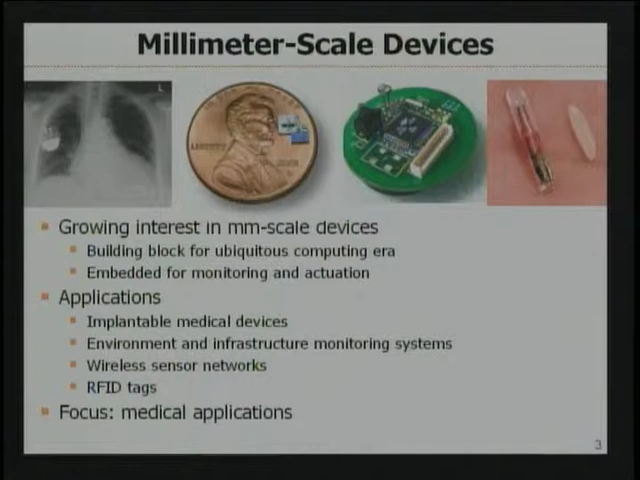 Millimeter-Scale Devices
L
LIBERTY
Growing interest in mm-scale devices
Building block for ubiquitous computing era
Embedded for monitoring and actuation
Applications
Implantable medical devices
Environment and infrastructure monitoring systems
Wireless sensor networks
RFID tags
Focus: medical applications
3